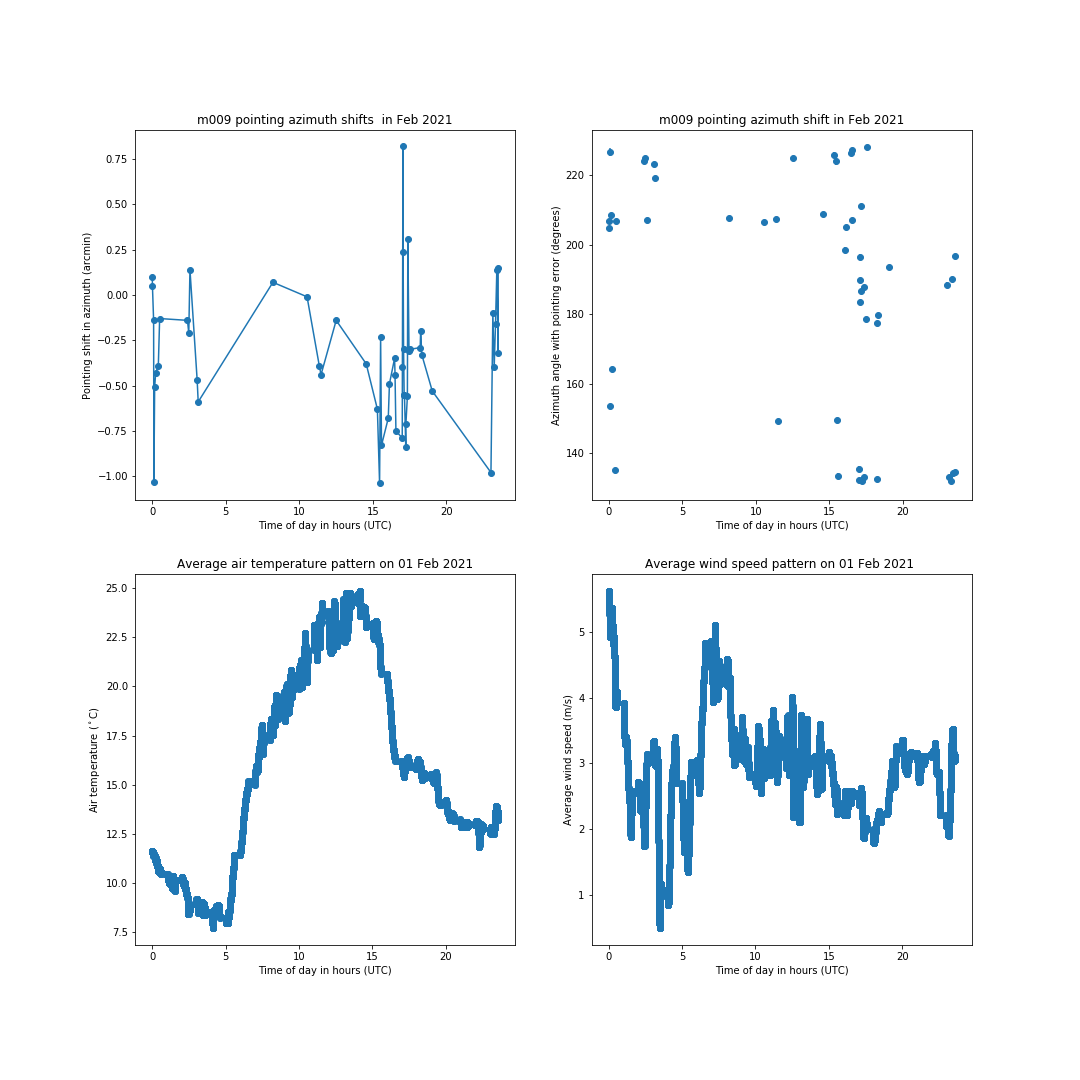 m009 pointing azimuth shifts  in Feb 2021
Pointing shift in azimuth (arcmin)
0.75
0.50
0.25
0.00
−0.25
−0.50
−0.75
−1.00
0 5 10 15 20
Time of day in hours (UTC)
m009 pointing azimuth shift in Feb 2021
Azimuth angle with pointing error (degrees)
220
200
180
160
140
0 5 10 15 20
Time of day in hours (UTC)
Average air temperature pattern on 01 Feb 2021
Air temperature (°C)
25.0
22.5
20.0
17.5
15.0
12.5
10.0
7.5
0 5 10 15 20
Time of day in hours (UTC)
Average wind speed pattern on 01 Feb 2021
Average wind speed (m/s)
5
4
3
2
1
0 5 10 15 20
Time of day in hours (UTC)